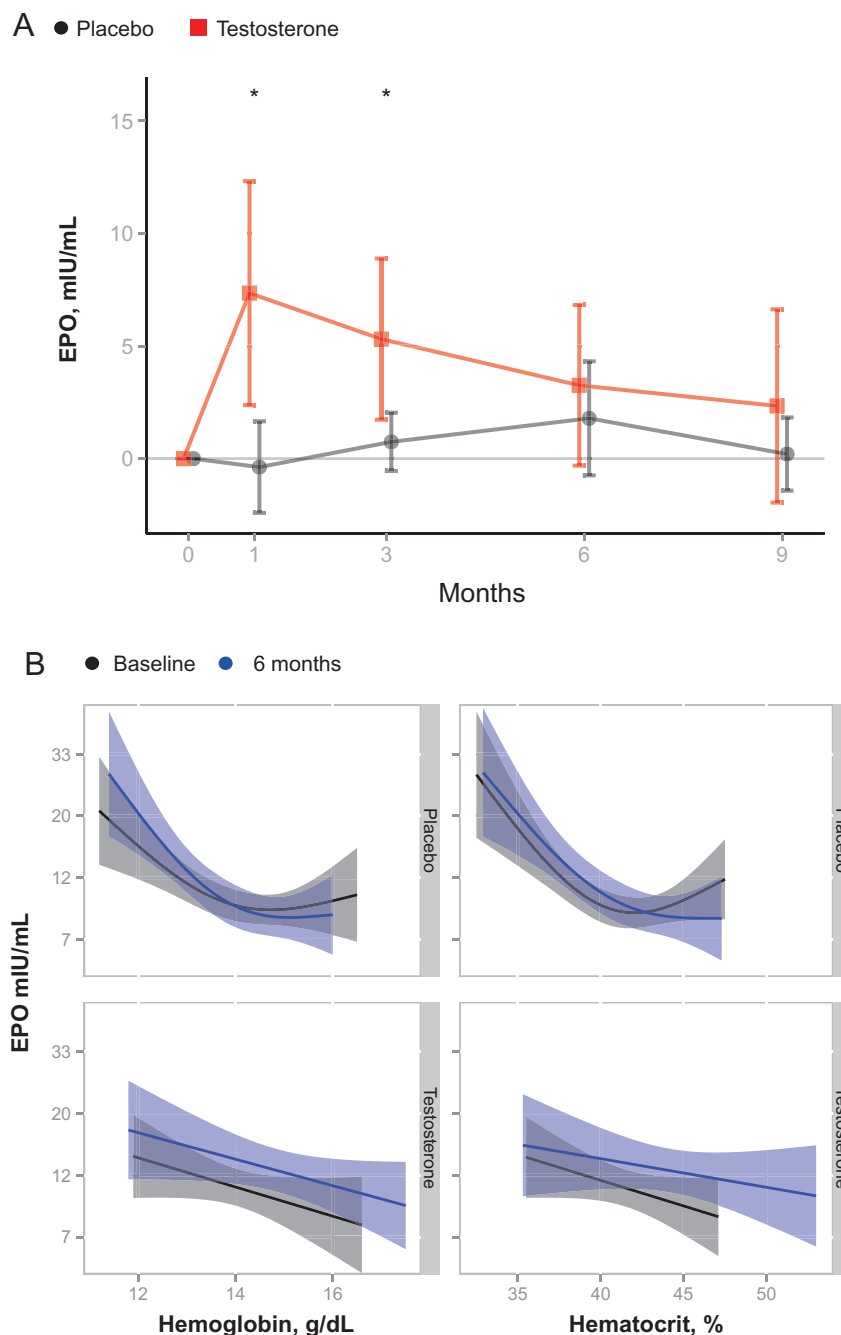 A ● Placebo ■ Testosterone
* *
15
10
5
0
EPO, mIU/mL
0 1 3 6 9
Months
B ● Baseline ● 6 months
33
20
12
7
Placebo
Placebo
EPO mIU/mL
33
20
12
7
Testosterone
Testosterone
12 14 16
35 40 45 50
Hemoglobin, g/dL
Hematocrit, %